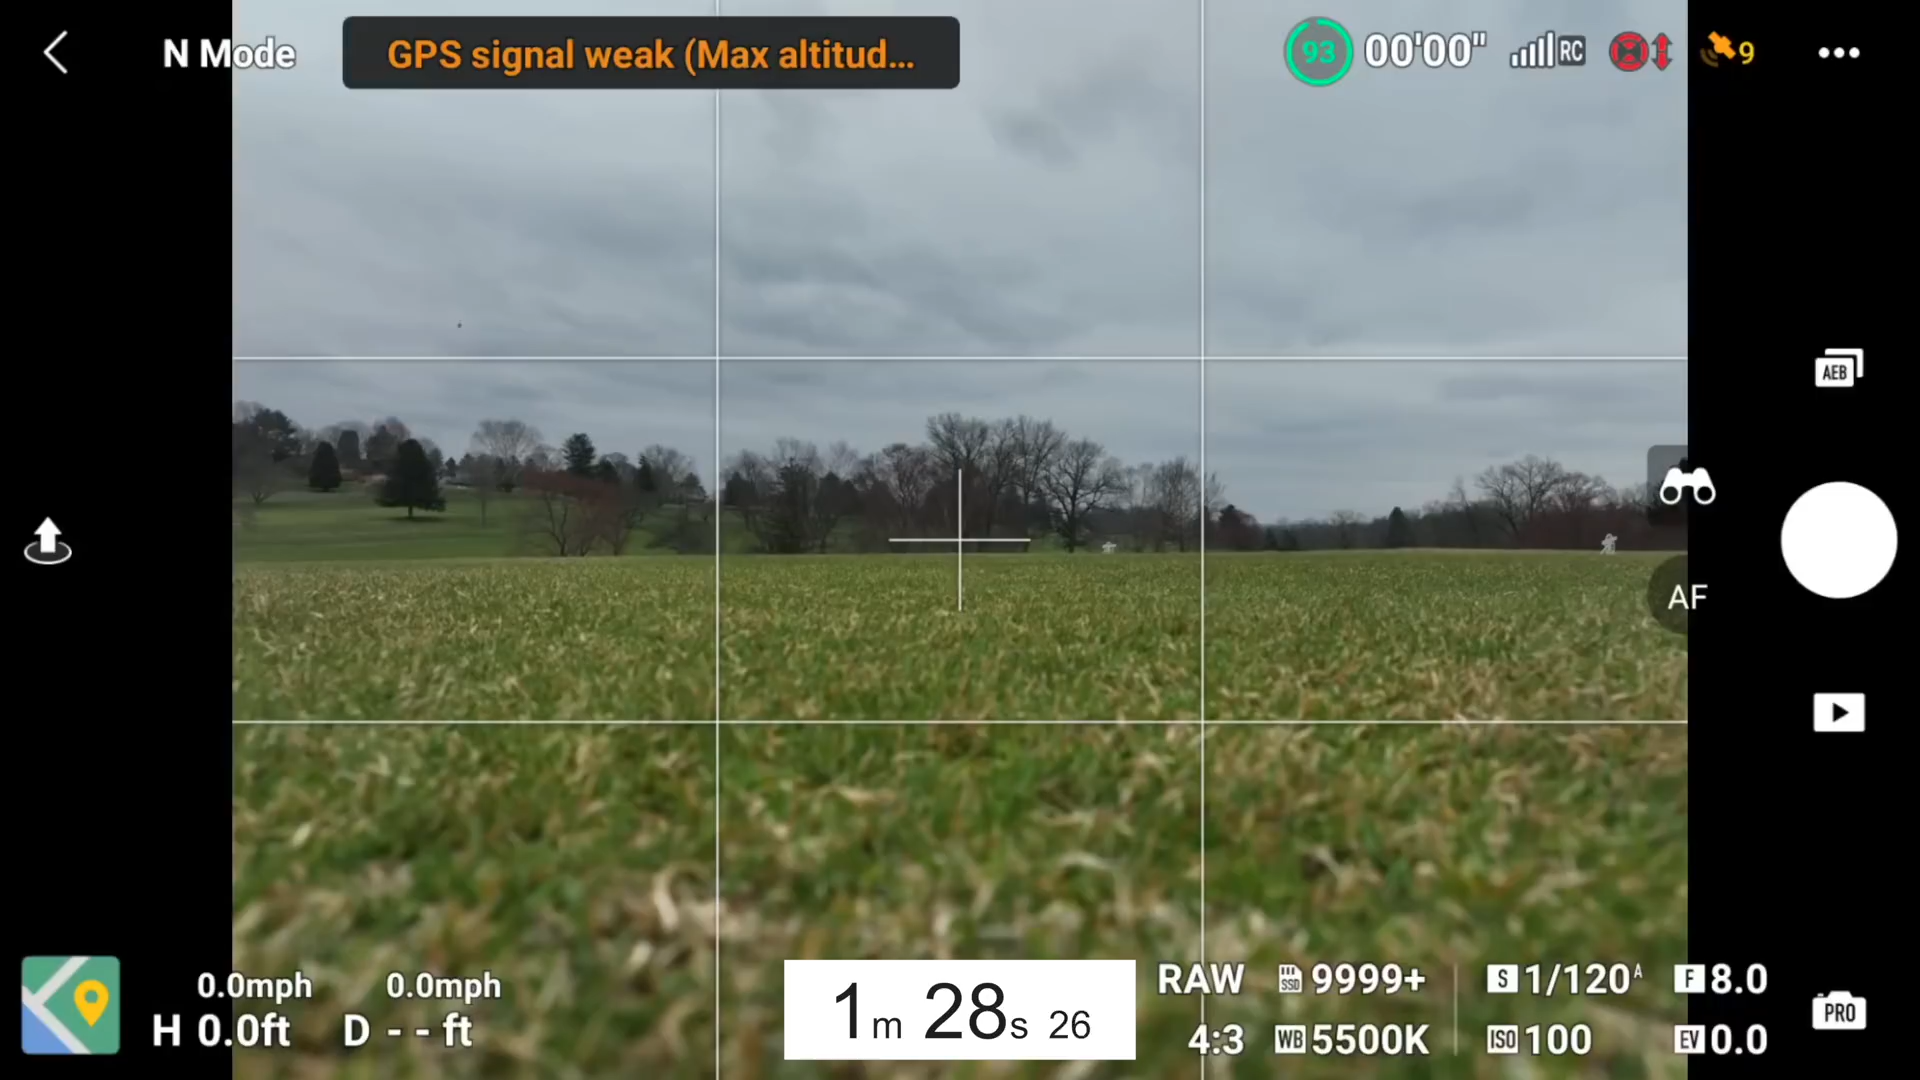 N Mode
GPS signal weak (Max altitud...
93
00'00"
RC
9
AEB
AF
0.0mph
0.0mph
H 0.0ft
D - - ft
1m 28s 26
RAW
SSD 9999+
S 1/120 A
F 8.0
4:3
WB 5500K
ISO 100
EV 0.0
PRO